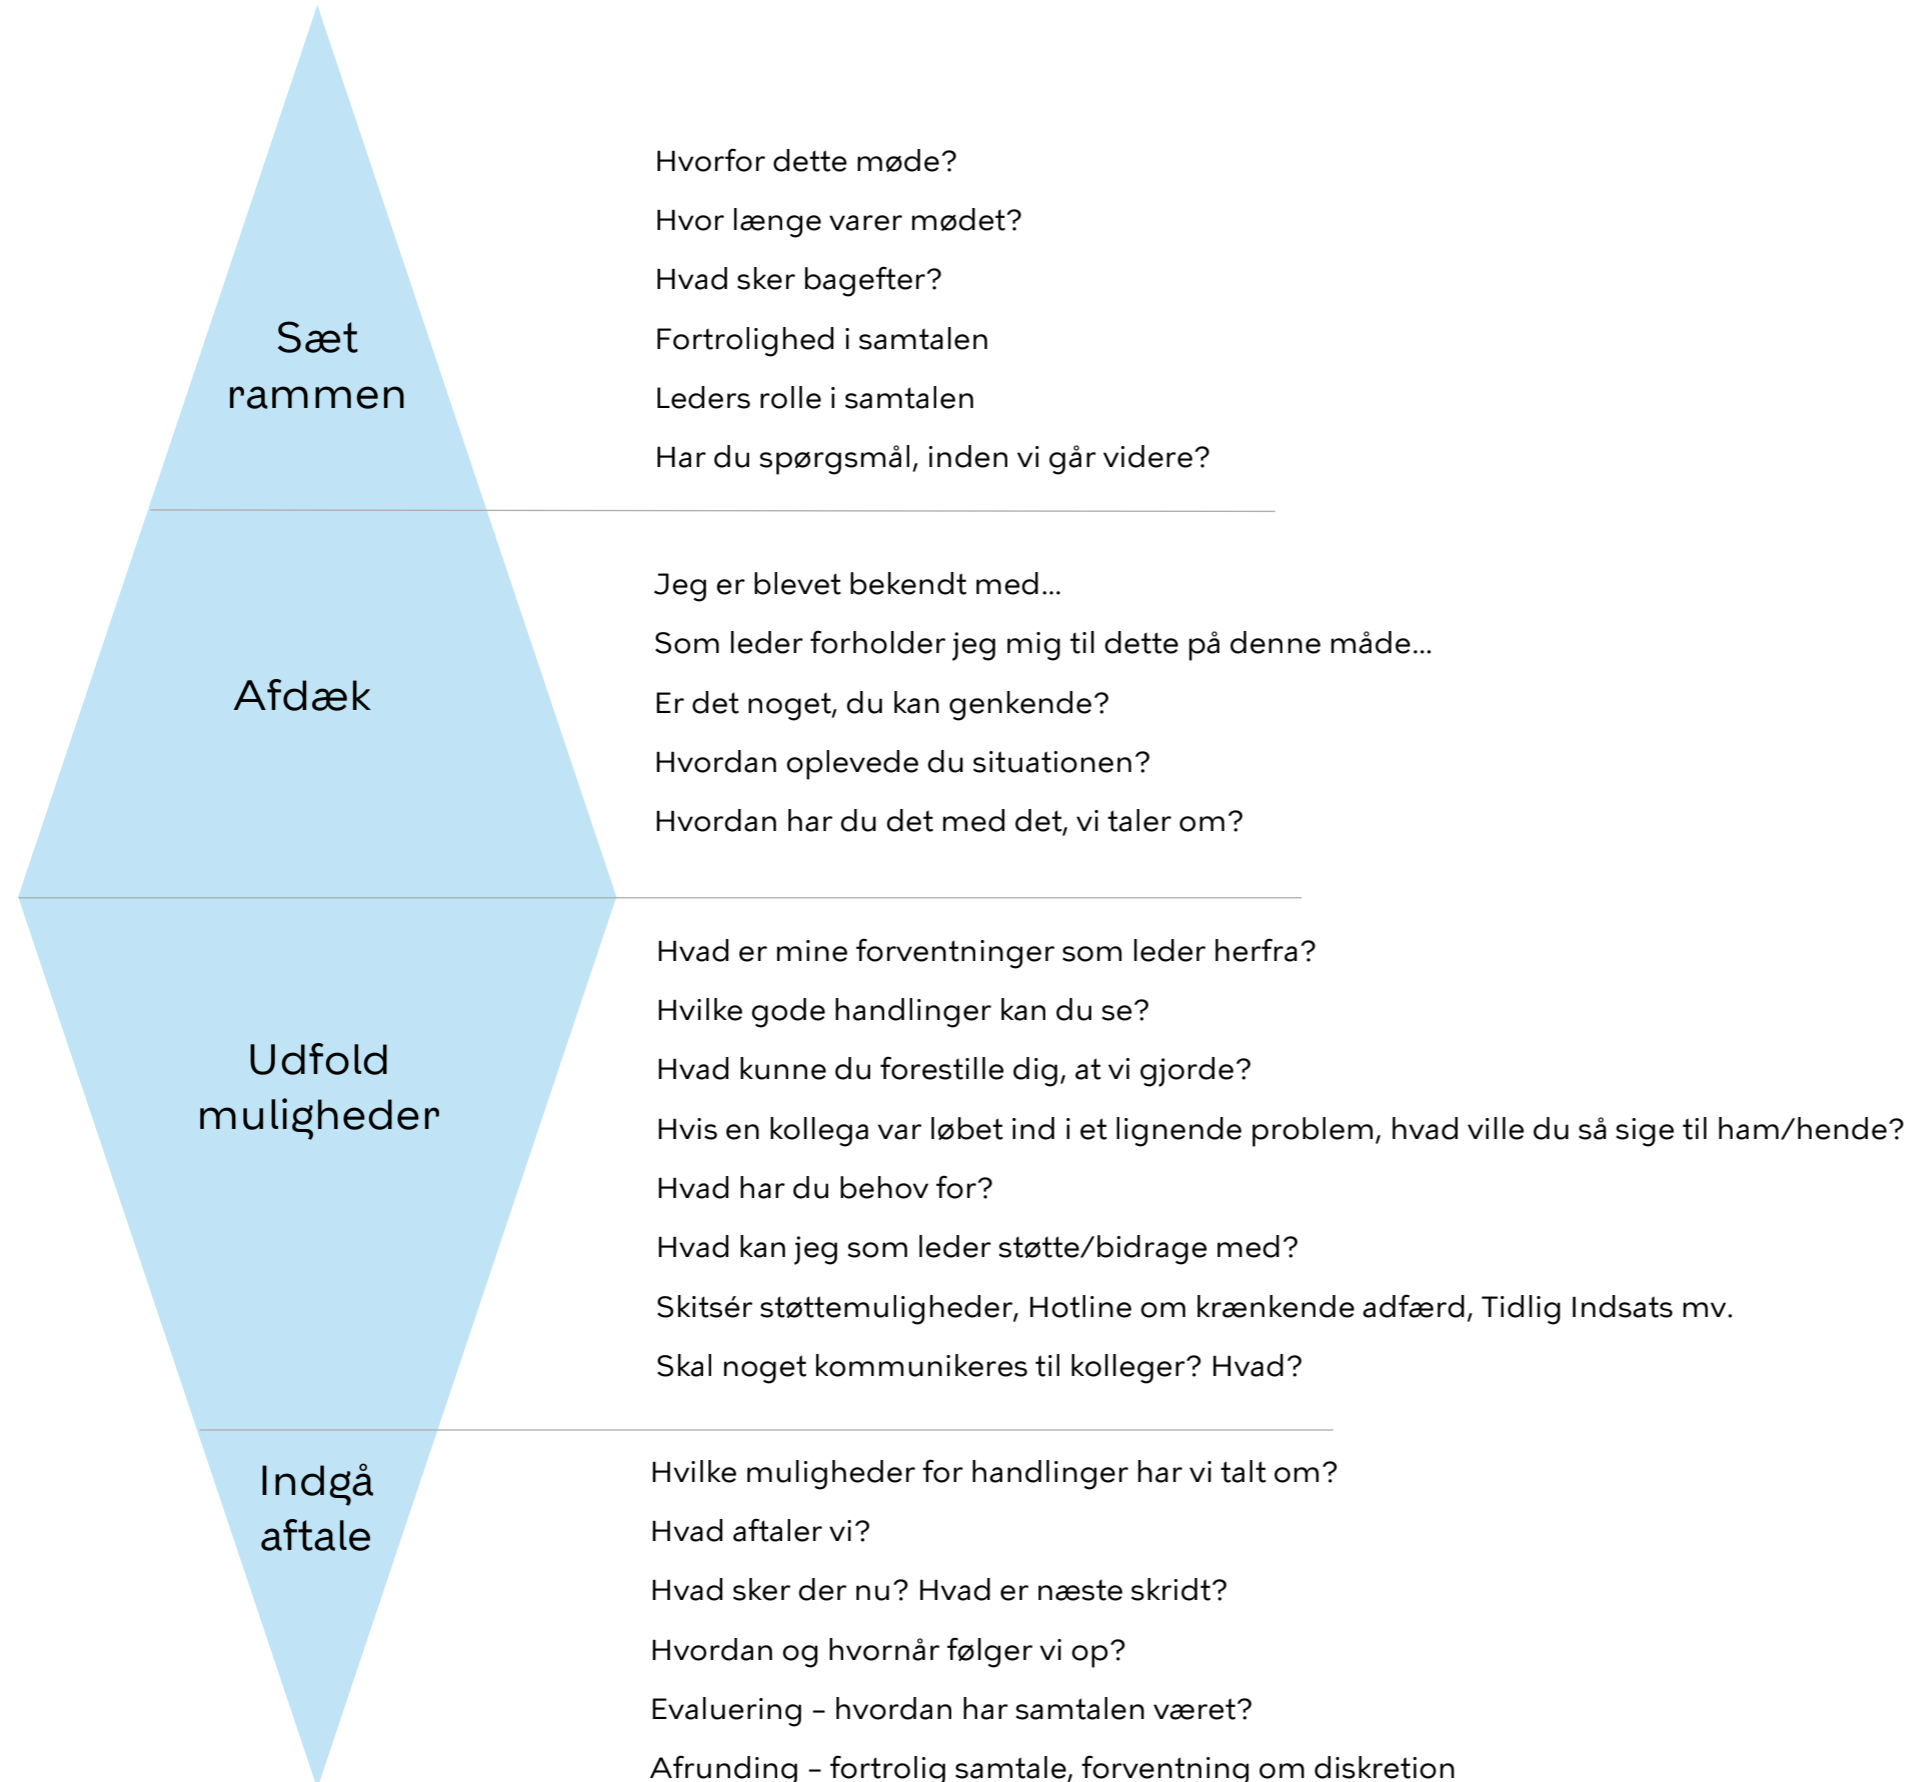 Sæt
rammen
Hvorfor dette møde?
Hvor længe varer mødet?
Hvad sker bagefter?
Fortrolighed i samtalen
Leders rolle i samtalen
Har du spørgsmål, inden vi går videre?
Afdæk
Jeg er blevet bekendt med...
Som leder forholder jeg mig til dette på denne måde...
Er det noget, du kan genkende?
Hvordan oplevede du situationen?
Hvordan har du det med det, vi taler om?
Udfold
muligheder
Hvad er mine forventninger som leder herfra?
Hvilke gode handlinger kan du se?
Hvad kunne du forestille dig, at vi gjorde?
Hvis en kollega var løbet ind i et lignende problem, hvad ville du så sige til ham/hende?
Hvad har du behov for?
Hvad kan jeg som leder støtte/bidrage med?
Skitsér støttemuligheder, Hotline om krænkende adfærd, Tidlig Indsats mv.
Skal noget kommunikeres til kolleger? Hvad?
Indgå
aftale
Hvilke muligheder for handlinger har vi talt om?
Hvad aftaler vi?
Hvad sker der nu? Hvad er næste skridt?
Hvordan og hvornår følger vi op?
Evaluering – hvordan har samtalen været?
Afrunding – fortrolig samtale, forventning om diskretion